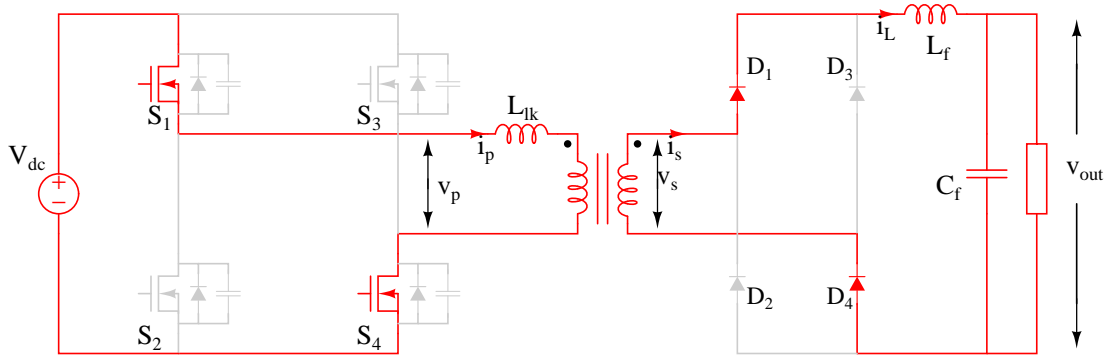 i_L
L_f
D_1
D_3
S_1
S_3
L_lk
i_p
i_s
V_dc
+
−
v_p
v_s
C_f
v_out
S_2
S_4
D_2
D_4